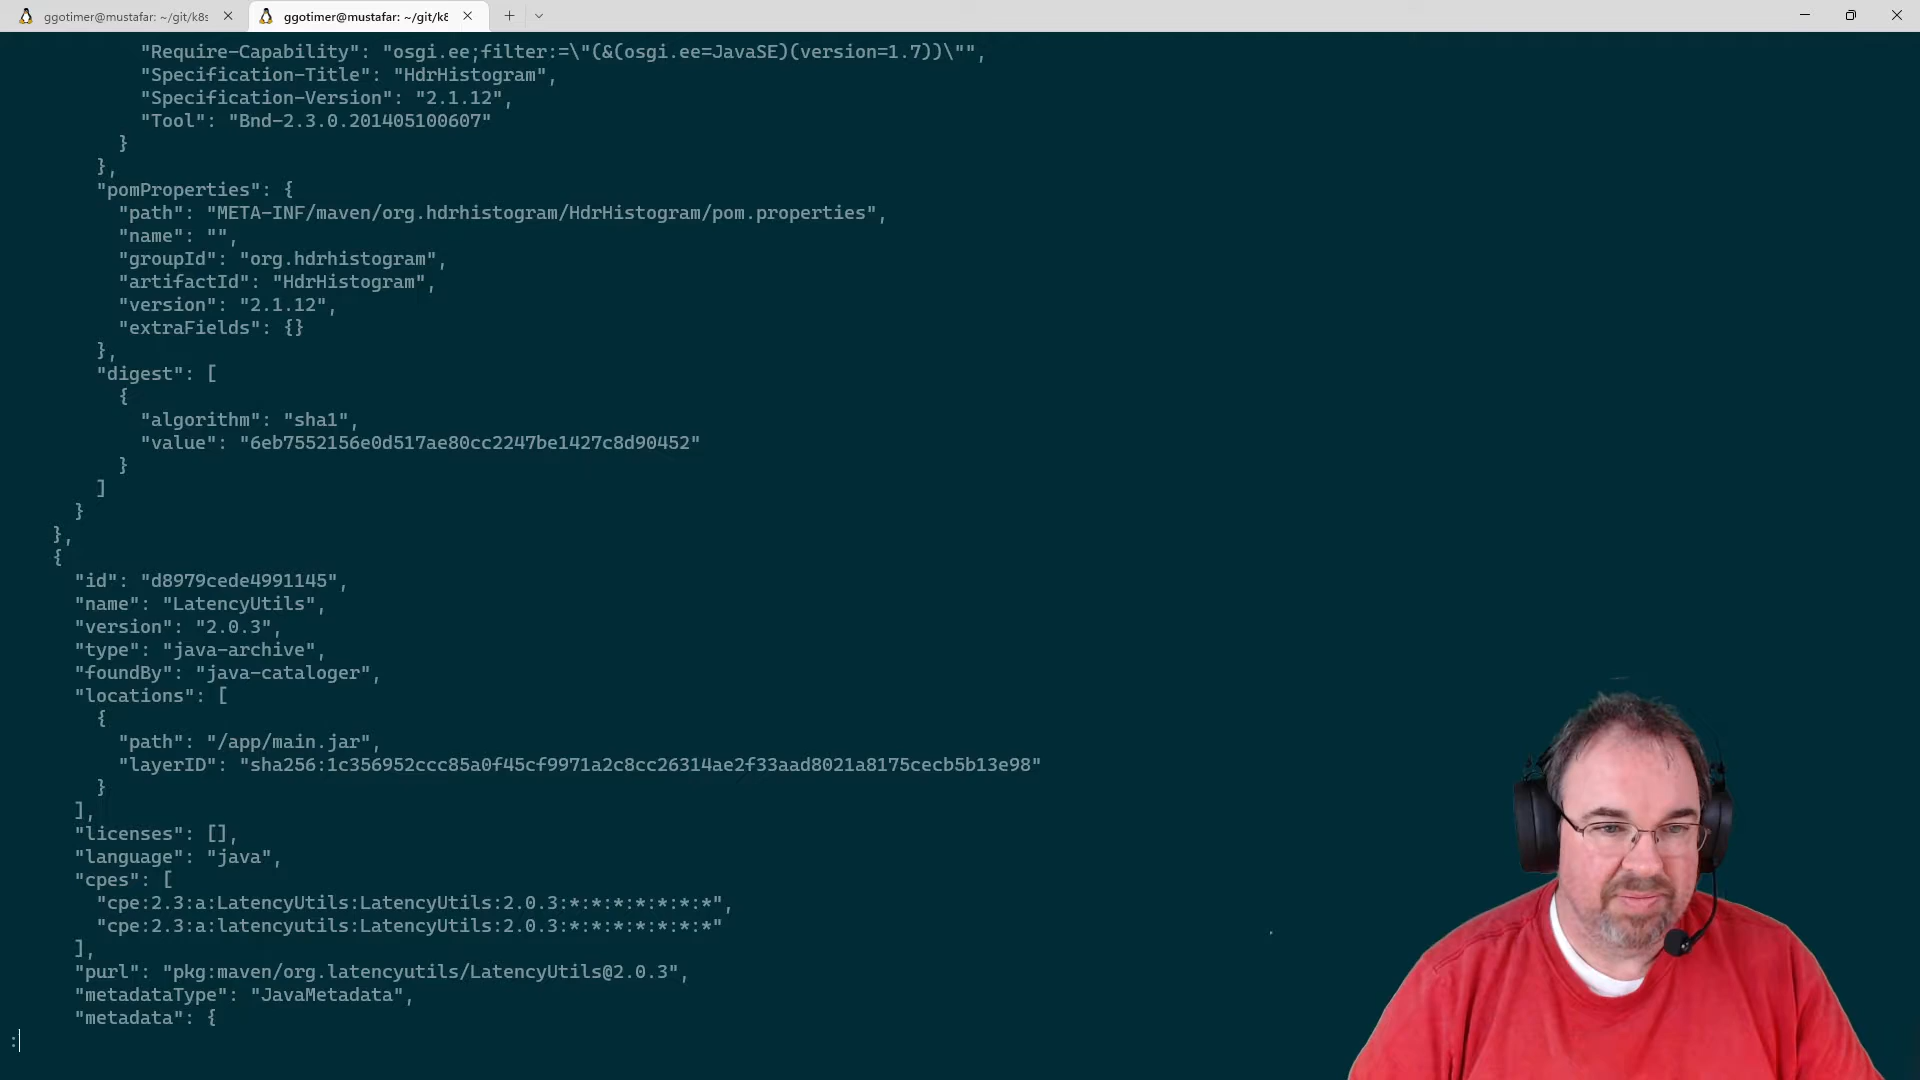 ggotimer@mustafar: ~/git/k8s
ggotimer@mustafar: ~/git/k8
"Require-Capability": "osgi.ee;filter:=\"(&(osgi.ee=JavaSE)(version=1.7))\"",
"Specification-Title": "HdrHistogram",
"Specification-Version": "2.1.12",
"Tool": "Bnd-2.3.0.201405100607"
}
},
"pomProperties": {
"path": "META-INF/maven/org.hdrhistogram/HdrHistogram/pom.properties",
"name": "",
"groupId": "org.hdrhistogram",
"artifactId": "HdrHistogram",
"version": "2.1.12",
"extraFields": {}
},
"digest": [
{
"algorithm": "sha1",
"value": "6eb7552156e0d517ae80cc2247be1427c8d90452"
}
]
}
},
{
"id": "d8979cede4991145",
"name": "LatencyUtils",
"version": "2.0.3",
"type": "java-archive",
"foundBy": "java-cataloger",
"locations": [
{
"path": "/app/main.jar",
"layerID": "sha256:1c356952ccc85a0f45cf9971a2c8cc26314ae2f33aad8021a8175cecb5b13e98"
}
],
"licenses": [],
"language": "java",
"cpes": [
"cpe:2.3:a:LatencyUtils:LatencyUtils:2.0.3:*:*:*:*:*:*:*",
"cpe:2.3:a:latencyutils:LatencyUtils:2.0.3:*:*:*:*:*:*:*"
],
"purl": "pkg:maven/org.latencyutils/LatencyUtils@2.0.3",
"metadataType": "JavaMetadata",
"metadata": {
: